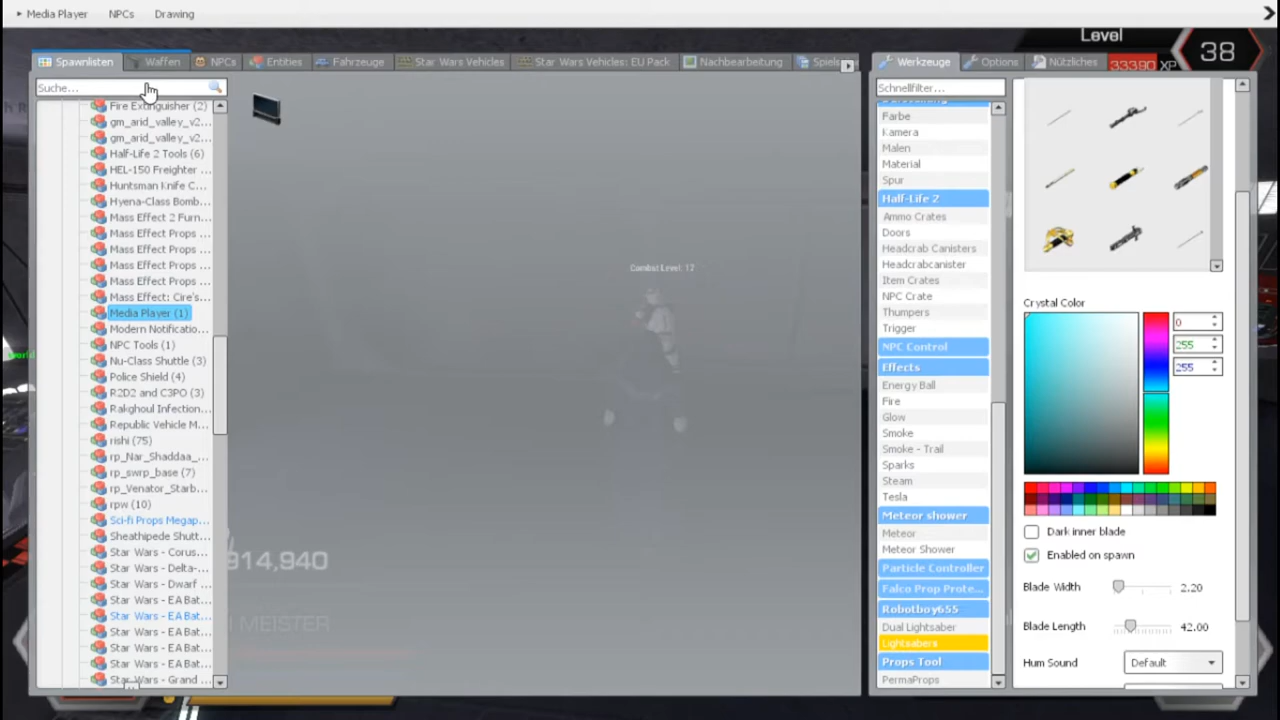 Media Player NPCs Drawing
Level
38
33390 XP
Spawnlisten Waffen NPCs Entities Fahrzeuge Star Wars Vehicles Star Wars Vehicles: EU Pack Nachbearbeitung Spiels
Werkzeuge Options Nützliches
Suche...
Schnellfilter...
Fire Extinguisher (2)
gm_arid_valley_v2...
gm_arid_valley_v2...
Half-Life 2 Tools (6)
HEL-150 Freighter ...
Huntsman Knife C...
Hyena-Class Bomb...
Mass Effect 2 Furn...
Mass Effect Props ...
Mass Effect Props ...
Mass Effect Props ...
Mass Effect Props ...
Mass Effect: Cire's...
Media Player (1)
Modern Notificatio...
NPC Tools (1)
Nu-Class Shuttle (3)
Police Shield (4)
R2D2 and C3PO (3)
Rakghoul Infection...
Republic Vehicle M...
rishi (75)
rp_Nar_Shaddaa_...
rp_swrp_base (7)
rp_Venator_Starb...
rpw (10)
Sci-fi Props Megap...
Sheathipede Shutt...
Star Wars - Corus...
Star Wars - Delta-...
Star Wars - Dwarf ...
Star Wars - EA Bat...
Star Wars - EA Bat...
Star Wars - EA Bat...
Star Wars - EA Bat...
Star Wars - EA Bat...
Star Wars - Grand ...
world
Combat Level: 17
914,940
MEISTER
Farbe
Kamera
Malen
Material
Spur
Half-Life 2
Ammo Crates
Doors
Headcrab Canisters
Headcrabcanister
Item Crates
NPC Crate
Thumpers
Trigger
NPC Control
Effects
Energy Ball
Fire
Glow
Smoke
Smoke - Trail
Sparks
Steam
Tesla
Meteor shower
Meteor
Meteor Shower
Particle Controller
Falco Prop Prote...
Robotboy655
Dual Lightsaber
Lightsabers
Props Tool
PermaProps
Crystal Color
0
255
255
Dark inner blade
Enabled on spawn
Blade Width 2.20
Blade Length 42.00
Hum Sound Default